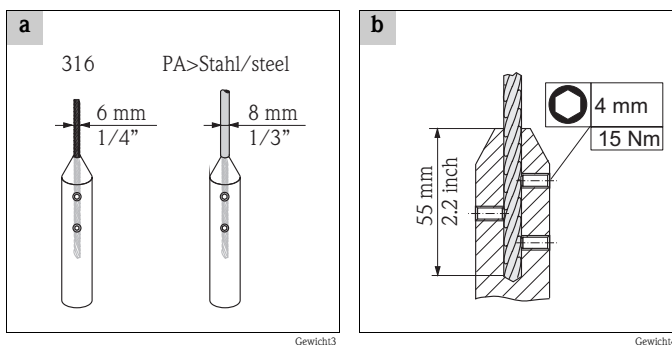 a
316
PA>Stahl/steel
6 mm
1/4”
8 mm
1/3”
Gewicht3
b
4 mm
15 Nm
55 mm
2.2 inch